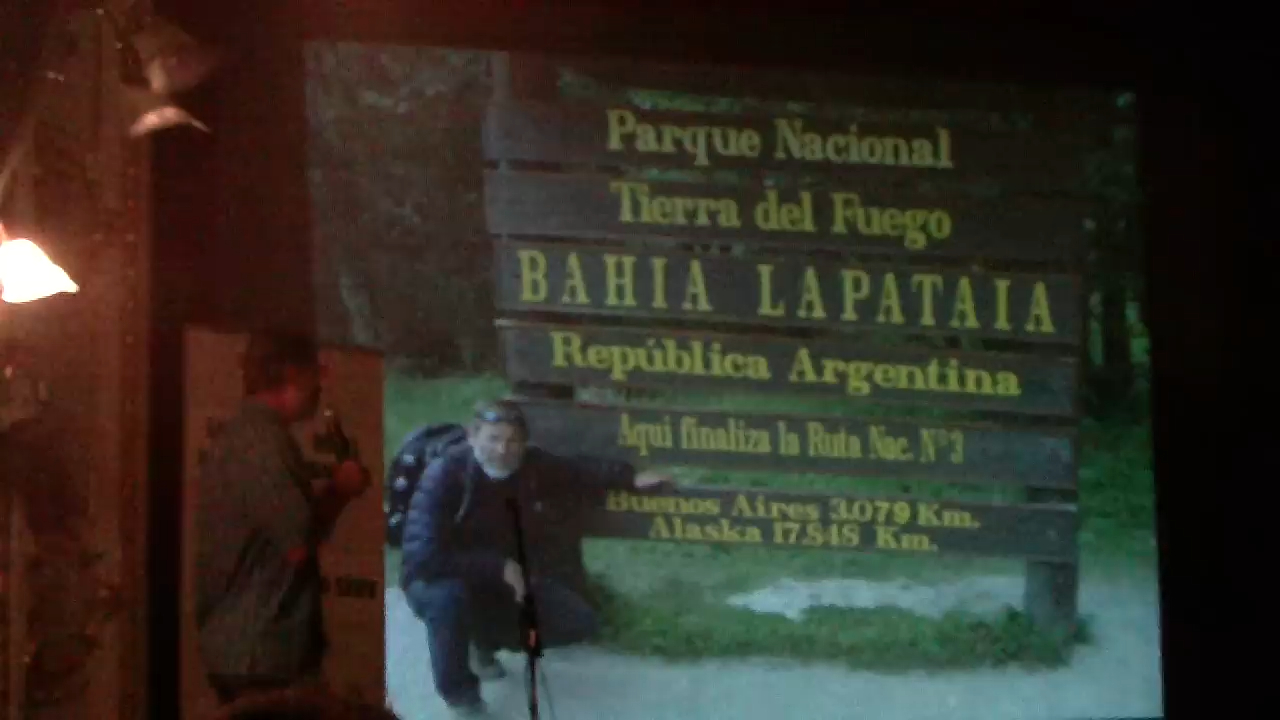 Parque Nacional
Tierra del Fuego
BAHIA LAPATAIA
República Argentina
Aqui finaliza la Ruta Nac. N° 3
Buenos Aires 3.079 Km.
Alaska 17.848 Km.